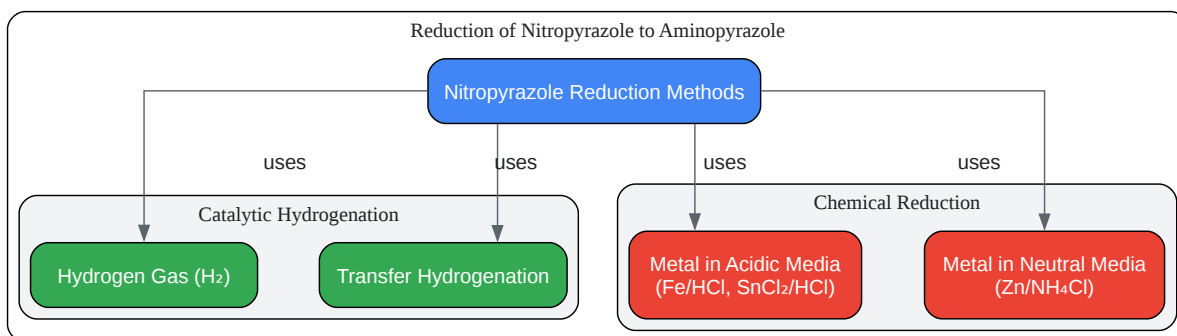 Reduction of Nitropyrazole to Aminopyrazole
Nitropyrazole Reduction Methods
uses
uses
uses
uses
Catalytic Hydrogenation
Chemical Reduction
Hydrogen Gas (H₂)
Transfer Hydrogenation
Metal in Acidic Media
(Fe/HCl, SnCl₂/HCl)
Metal in Neutral Media
(Zn/NH₄Cl)